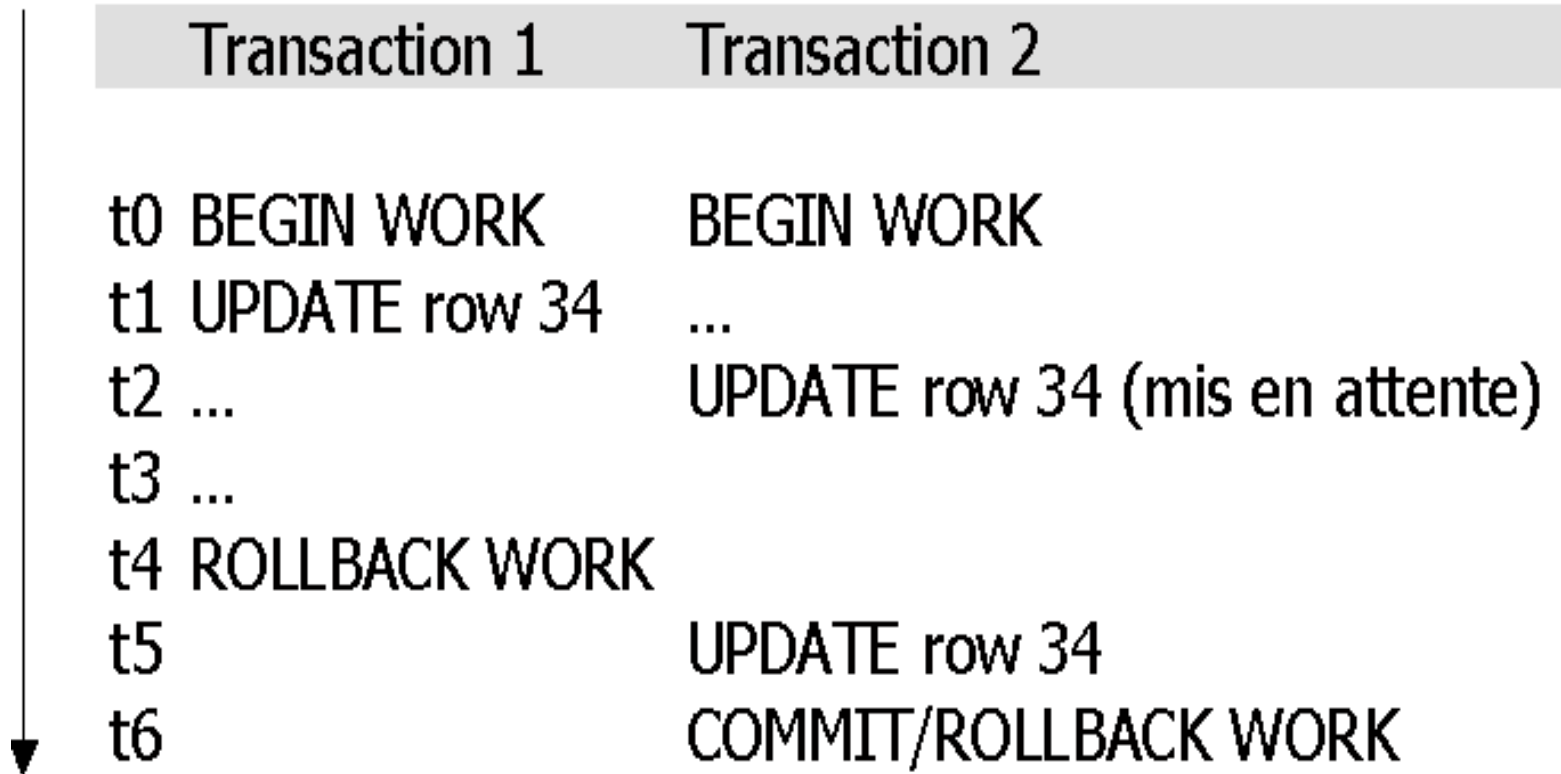 Transaction 1 Transaction 2
t0 BEGIN WORK BEGIN WORK
t1 UPDATE row 34 ...
t2 ... UPDATE row 34 (mis en attente)
t3 ...
t4 ROLLBACK WORK
t5 UPDATE row 34
t6 COMMIT/ROLLBACK WORK